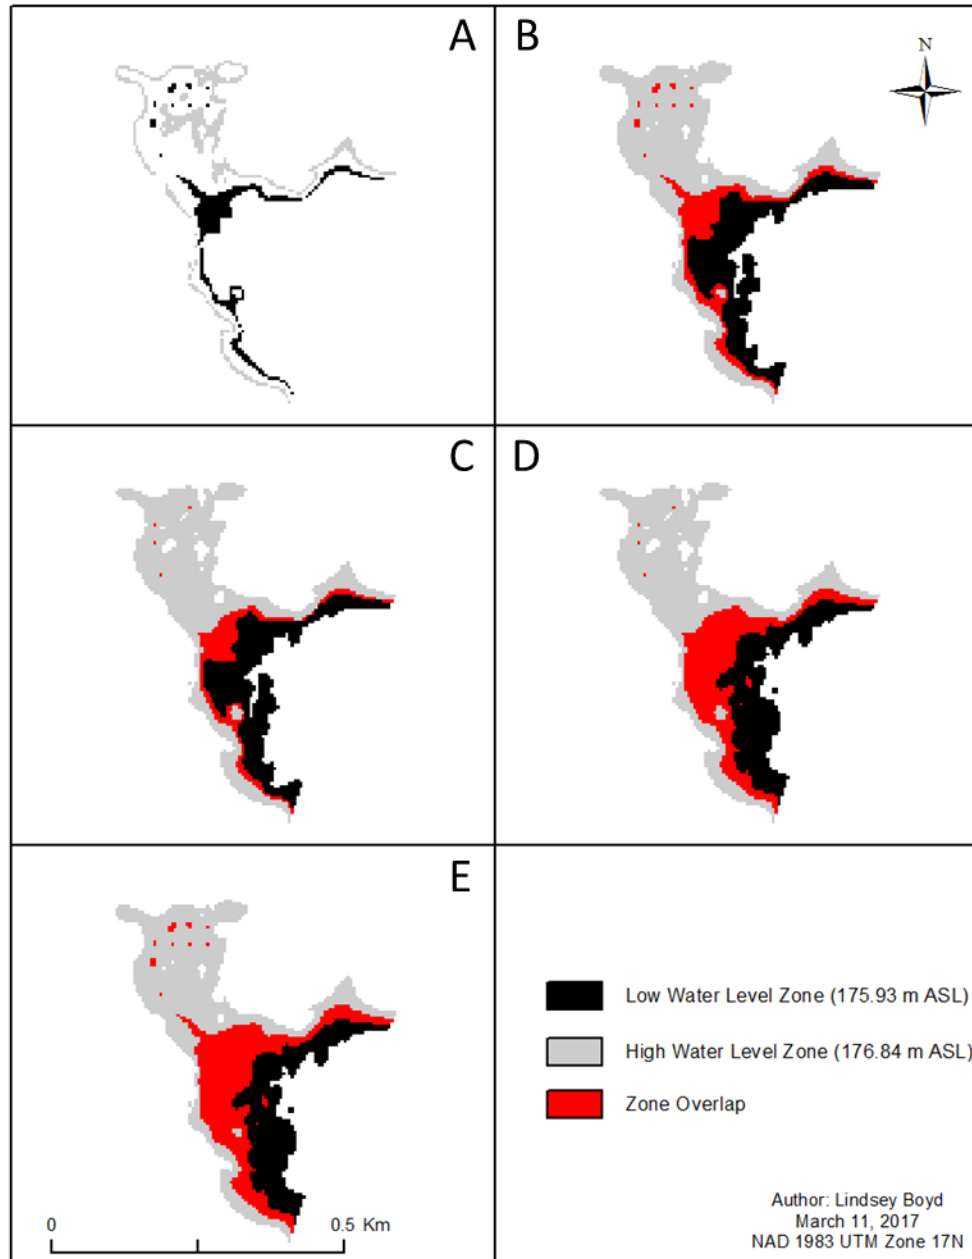 A
B
N
C
D
E
Low Water Level Zone (175.93 m ASL)
High Water Level Zone (176.84 m ASL)
Zone Overlap
0
0.5 Km
Author: Lindsey Boyd
March 11, 2017
NAD 1983 UTM Zone 17N